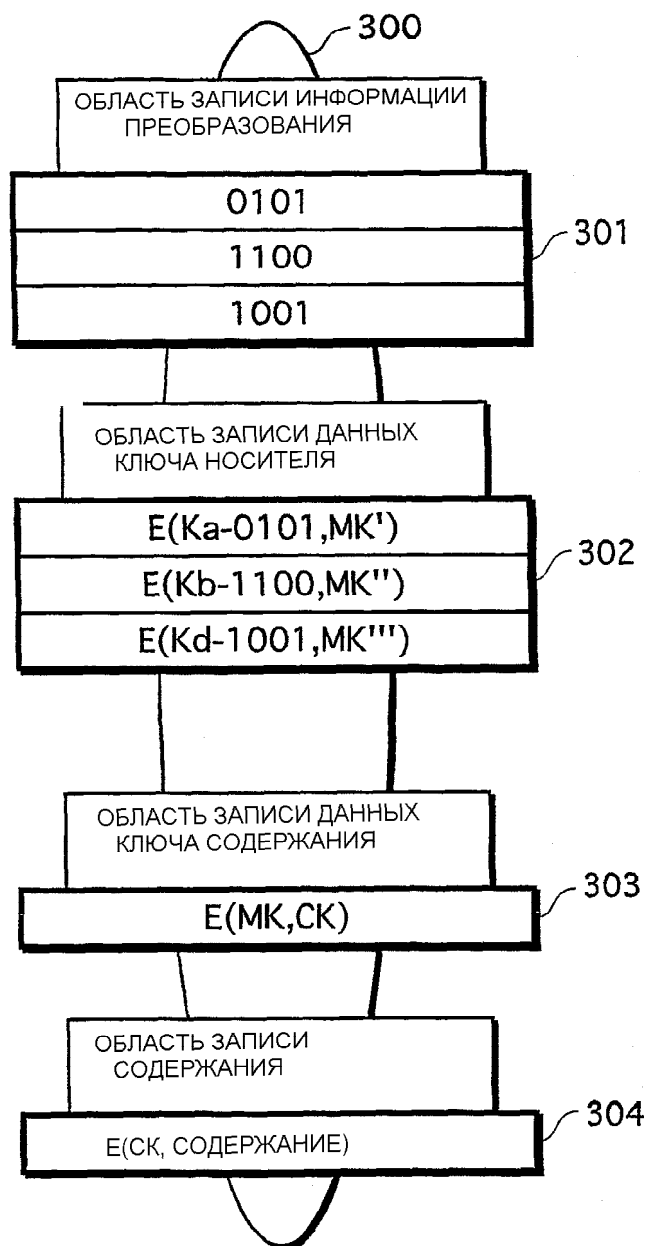 300
ОБЛАСТЬ ЗАПИСИ ИНФОРМАЦИИ
ПРЕОБРАЗОВАНИЯ
0101
1100
1001
301
ОБЛАСТЬ ЗАПИСИ ДАННЫХ
КЛЮЧА НОСИТЕЛЯ
E(Ka-0101,MK')
E(Kb-1100,MK'')
E(Kd-1001,MK''')
302
ОБЛАСТЬ ЗАПИСИ ДАННЫХ
КЛЮЧА СОДЕРЖАНИЯ
E(MK,CK)
303
ОБЛАСТЬ ЗАПИСИ
СОДЕРЖАНИЯ
E(CK, СОДЕРЖАНИЕ)
304